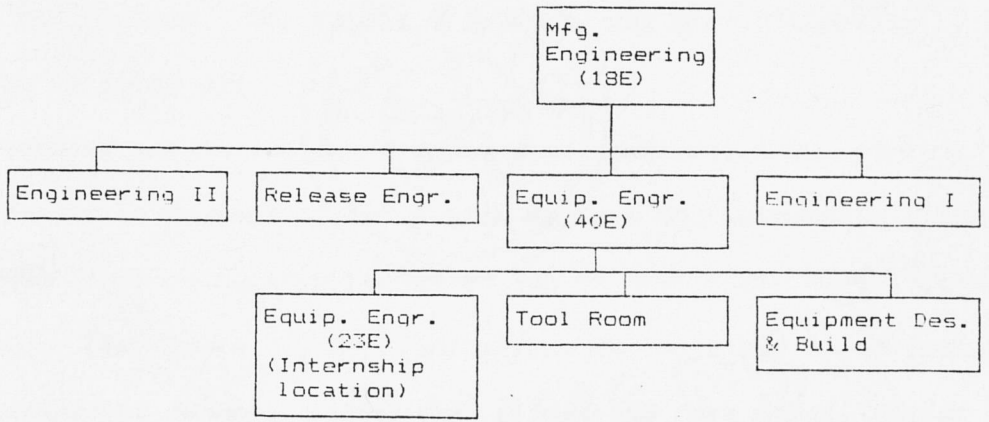 Mfg.
Engineering
(18E)
Engineering II
Release Engr.
Equip. Engr.
(40E)
Engineering I
Equip. Engr.
(23E)
(Internship
location)
Tool Room
Equipment Des.
& Build